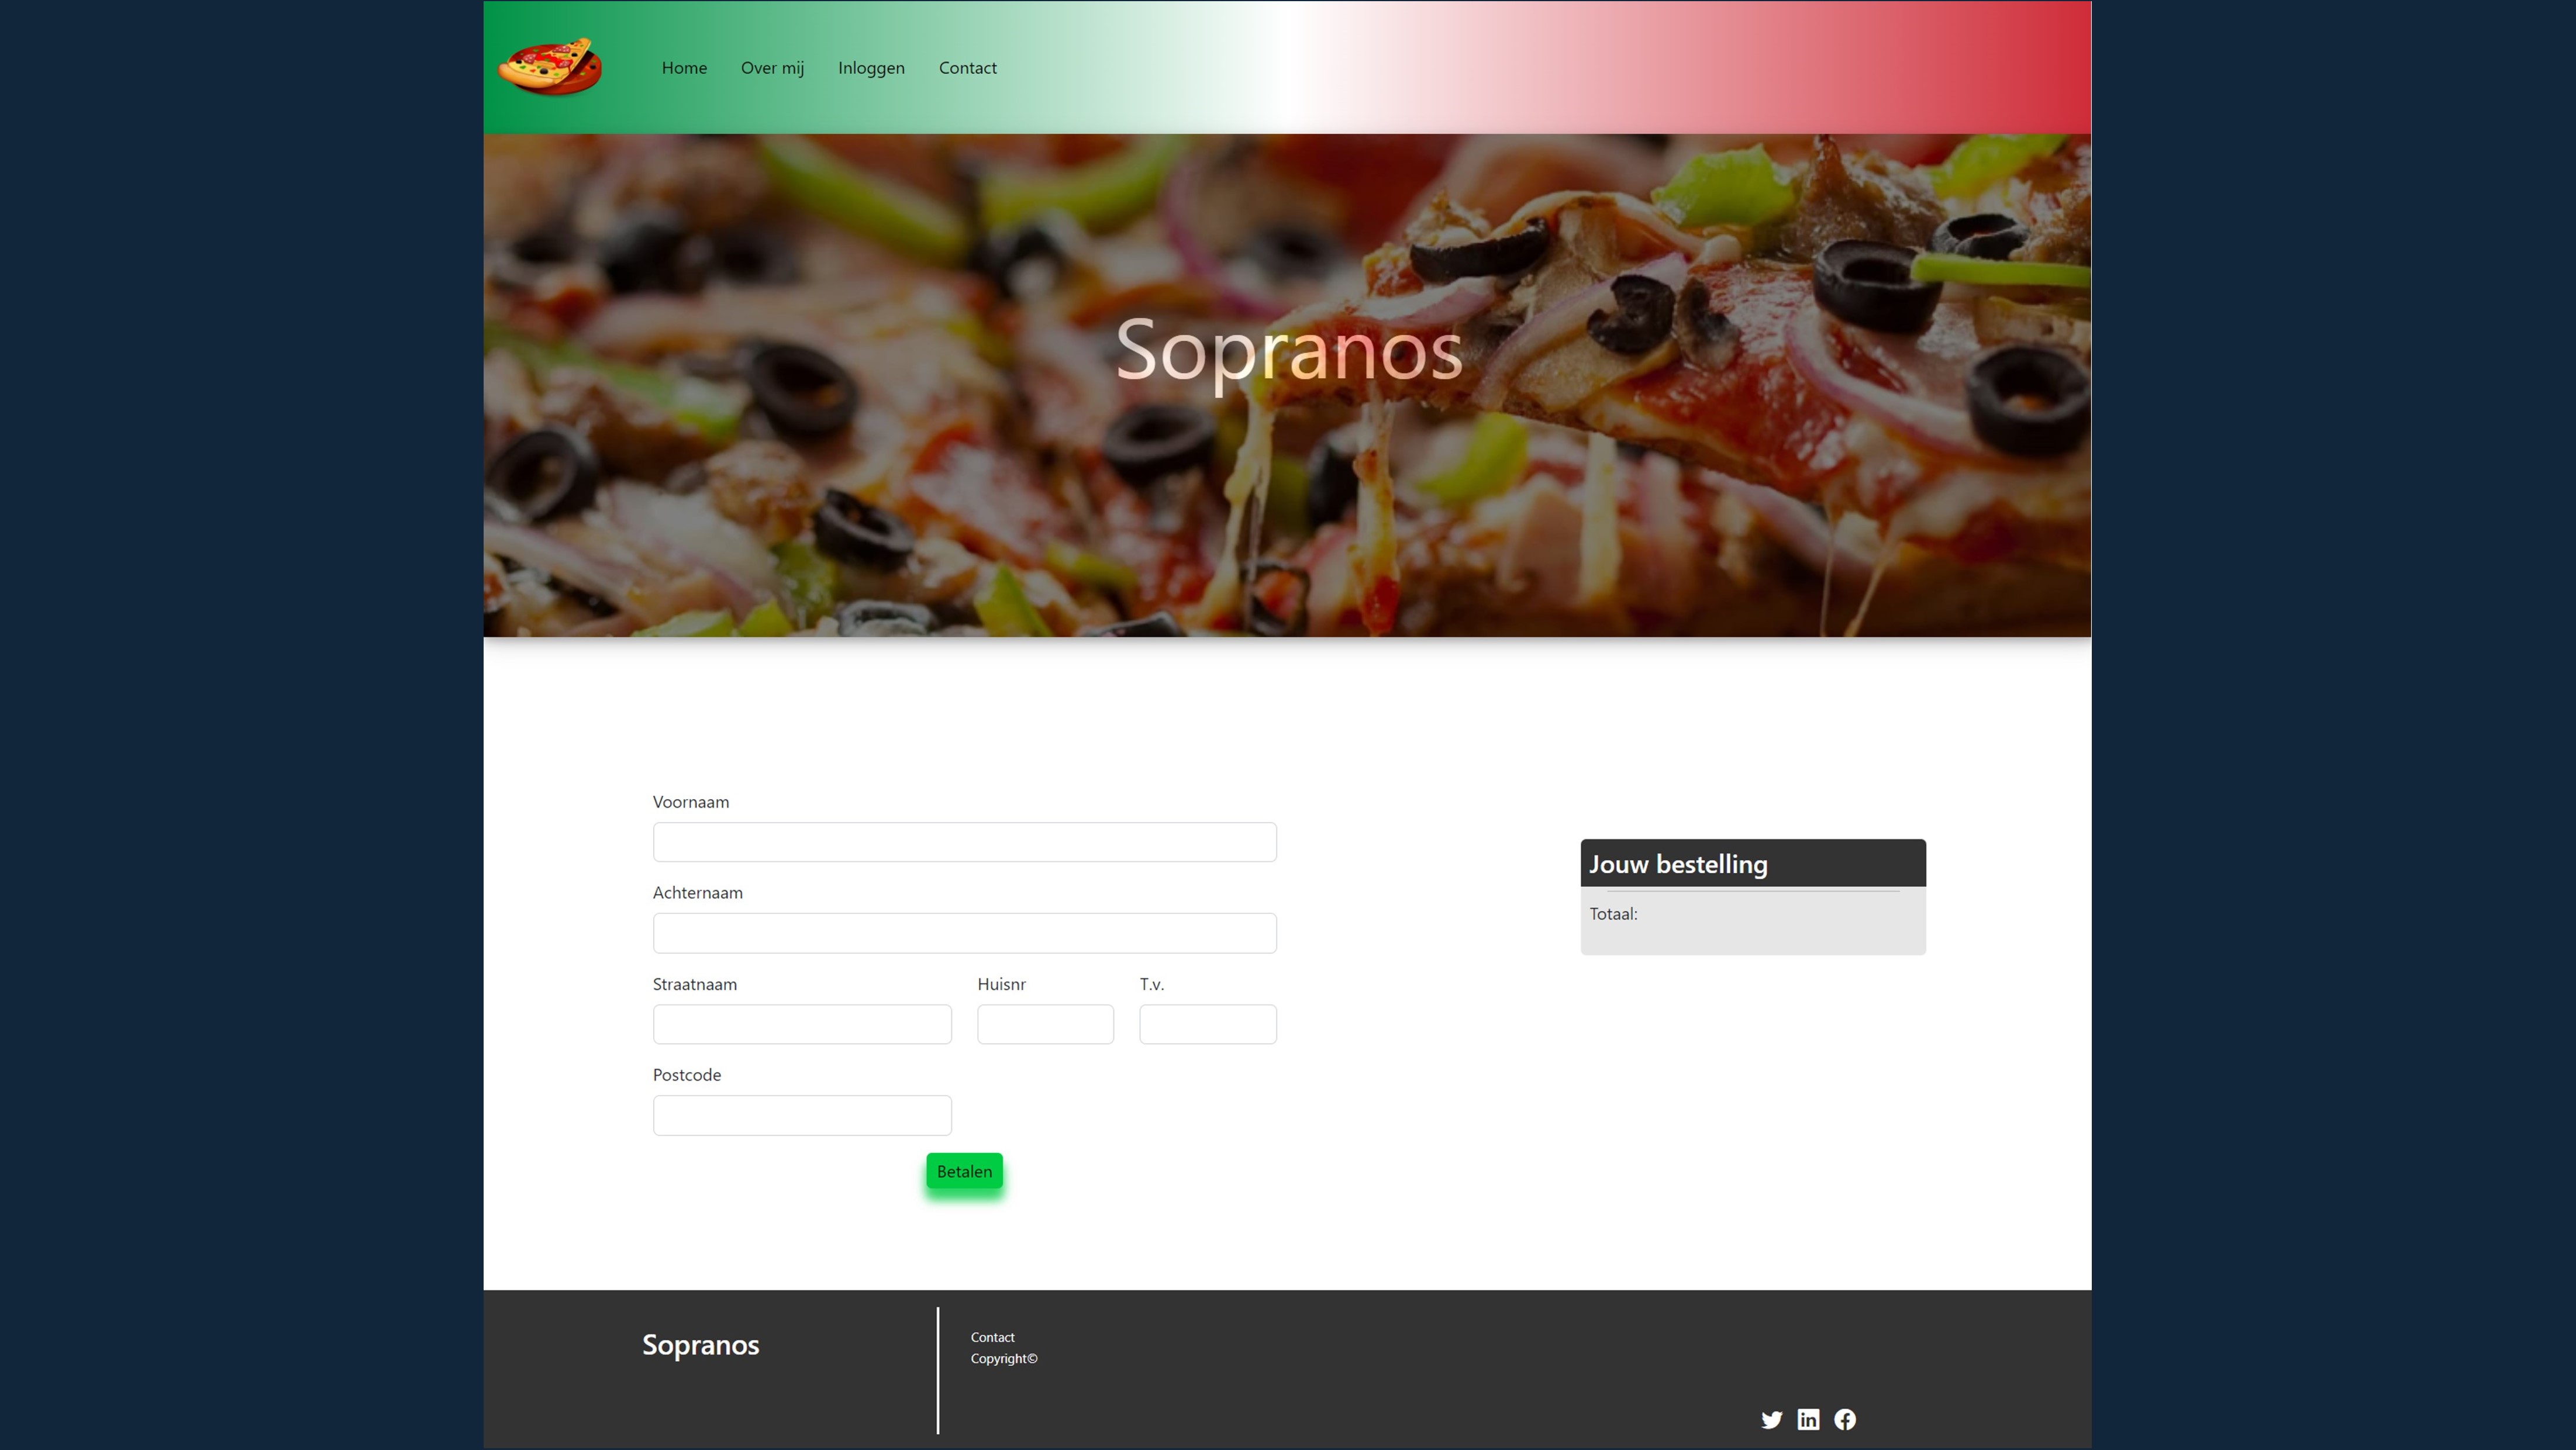 Home Over mij Inloggen Contact
Sopranos
Voornaam
Achternaam
Straatnaam Huisnr T.v.
Postcode
Betalen
Jouw bestelling
Totaal:
Sopranos
Contact
Copyright©